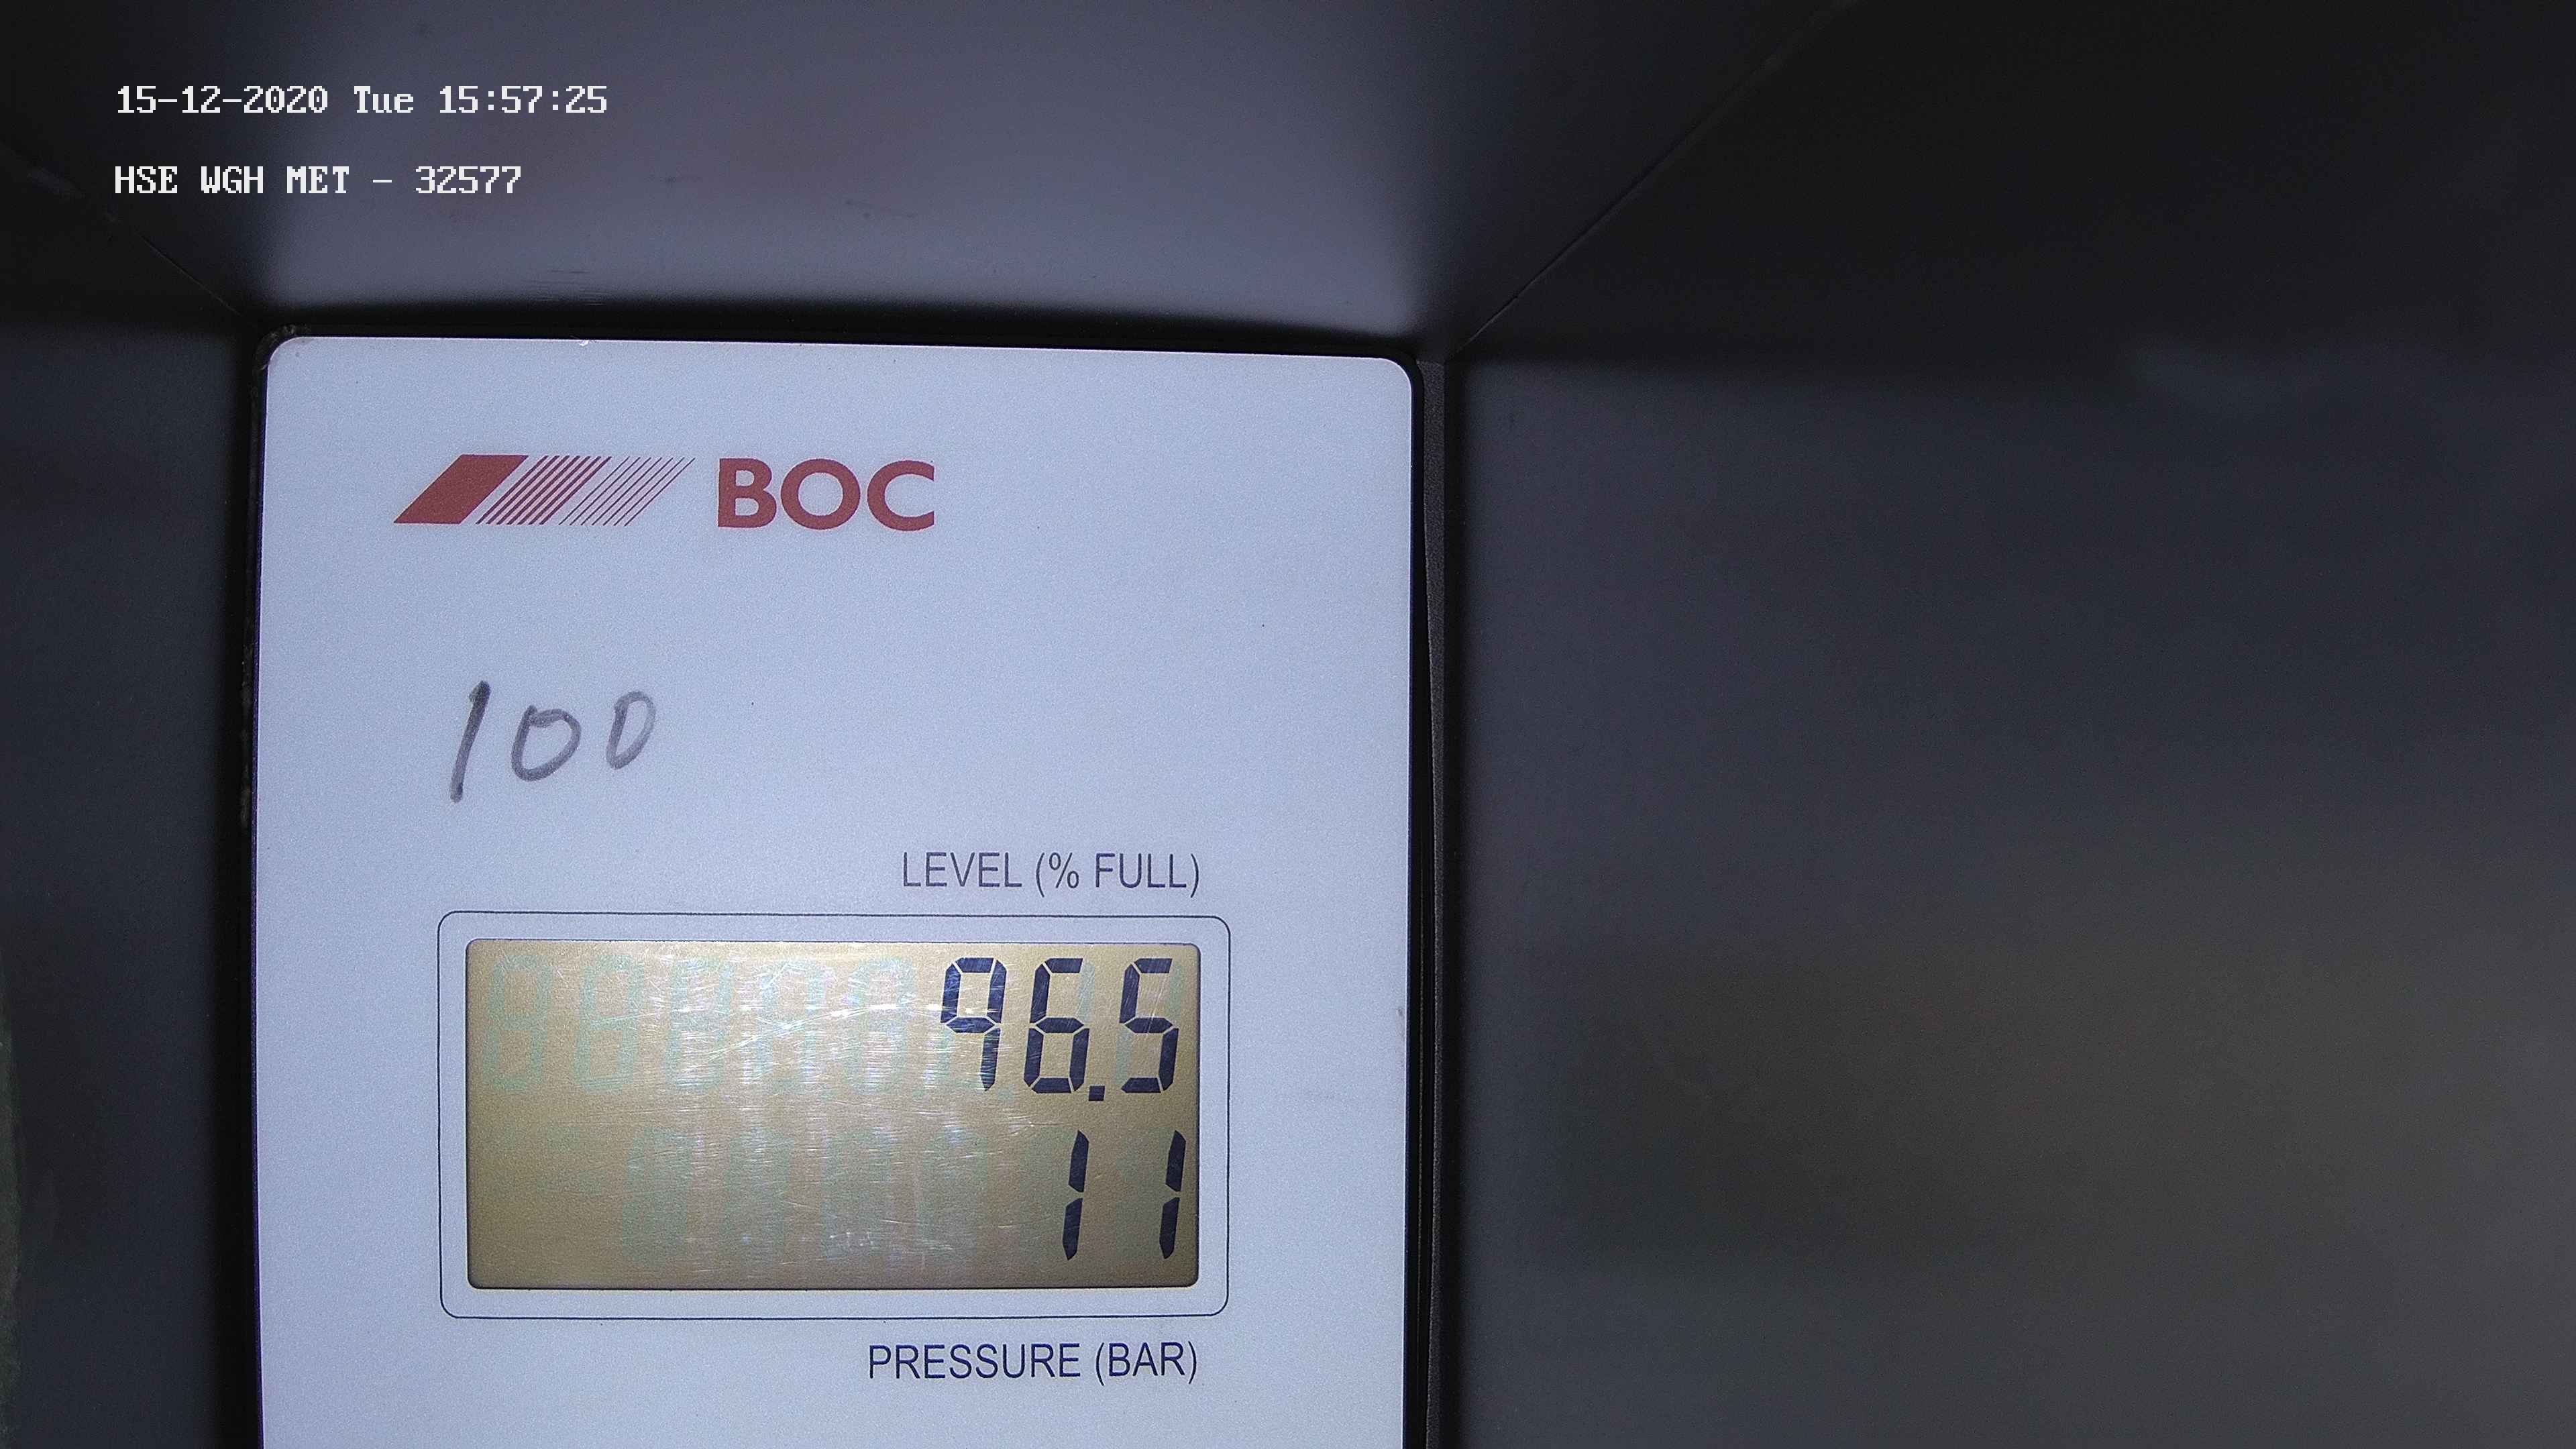 15-12-2020 Tue 15:57:25
HSE WGH MET - 32577
BOC
100
LEVEL (% FULL)
96.5
11
PRESSURE (BAR)